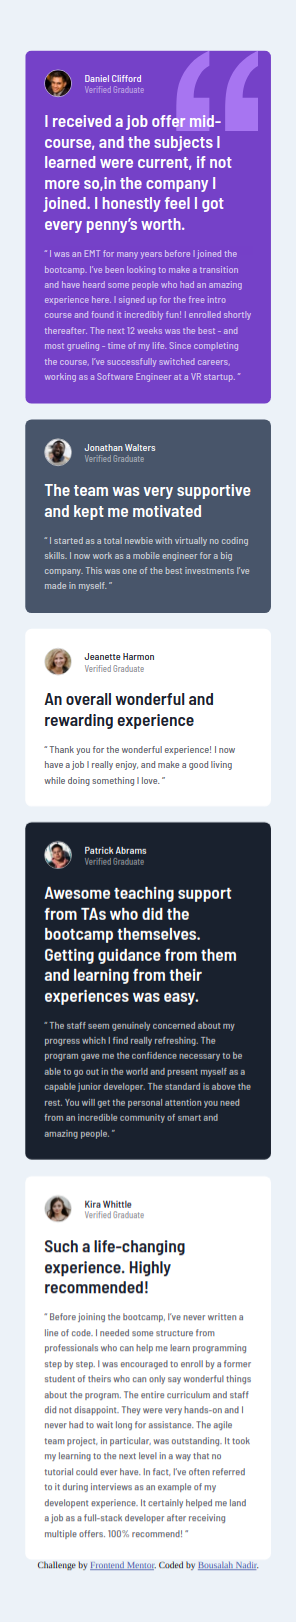 Daniel Clifford
Verified Graduate
I received a job offer mid-
course, and the subjects I
learned were current, if not
more so,in the company I
joined. I honestly feel I got
every penny’s worth.
“ I was an EMT for many years before I joined the
bootcamp. I’ve been looking to make a transition
and have heard some people who had an amazing
experience here. I signed up for the free intro
course and found it incredibly fun! I enrolled shortly
thereafter. The next 12 weeks was the best - and
most grueling - time of my life. Since completing
the course, I’ve successfully switched careers,
working as a Software Engineer at a VR startup. ”
Jonathan Walters
Verified Graduate
The team was very supportive
and kept me motivated
“ I started as a total newbie with virtually no coding
skills. I now work as a mobile engineer for a big
company. This was one of the best investments I’ve
made in myself. ”
Jeanette Harmon
Verified Graduate
An overall wonderful and
rewarding experience
“ Thank you for the wonderful experience! I now
have a job I really enjoy, and make a good living
while doing something I love. ”
Patrick Abrams
Verified Graduate
Awesome teaching support
from TAs who did the
bootcamp themselves.
Getting guidance from them
and learning from their
experiences was easy.
“ The staff seem genuinely concerned about my
progress which I find really refreshing. The
program gave me the confidence necessary to be
able to go out in the world and present myself as a
capable junior developer. The standard is above the
rest. You will get the personal attention you need
from an incredible community of smart and
amazing people. ”
Kira Whittle
Verified Graduate
Such a life-changing
experience. Highly
recommended!
“ Before joining the bootcamp, I’ve never written a
line of code. I needed some structure from
professionals who can help me learn programming
step by step. I was encouraged to enroll by a former
student of theirs who can only say wonderful things
about the program. The entire curriculum and staff
did not disappoint. They were very hands-on and I
never had to wait long for assistance. The agile
team project, in particular, was outstanding. It took
my learning to the next level in a way that no
tutorial could ever have. In fact, I’ve often referred
to it during interviews as an example of my
developent experience. It certainly helped me land
a job as a full-stack developer after receiving
multiple offers. 100% recommend! ”
Challenge by Frontend Mentor. Coded by Bousalah Nadir.